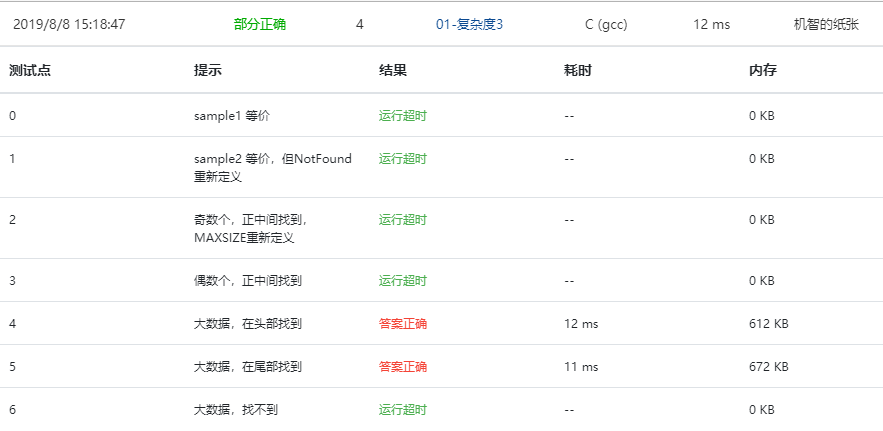 2019/8/8 15:18:47 部分正确 4 01-复杂度3 C (gcc) 12 ms 机智的纸张
测试点 提示 结果 耗时 内存
0 sample1 等价 运行超时 -- 0 KB
1 sample2 等价，但NotFound 运行超时 -- 0 KB
重新定义
2 奇数个，正中间找到， 运行超时 -- 0 KB
MAXSIZE重新定义
3 偶数个，正中间找到 运行超时 -- 0 KB
4 大数据，在头部找到 答案正确 12 ms 612 KB
5 大数据，在尾部找到 答案正确 11 ms 672 KB
6 大数据，找不到 运行超时 -- 0 KB